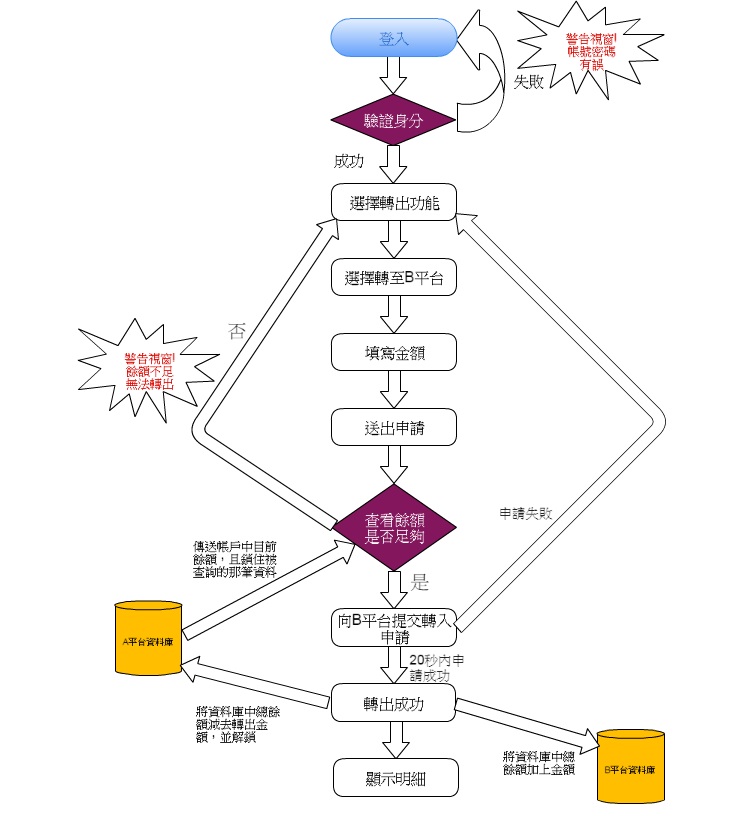 登入
警告視窗!
帳號密碼
有誤
失敗
驗證身分
成功
選擇轉出功能
選擇轉至B平台
否
警告視窗!
餘額不足
無法轉出
填寫金額
送出申請
查看餘額
是否足夠
申請失敗
傳送帳戶中目前
餘額，且鎖住被
查詢的那筆資料
是
A平台資料庫
向B平台提交轉入
申請
20秒內申
請成功
轉出成功
將資料庫中總餘
額減去轉出金
額，並解鎖
將資料庫中總
餘額加上金額
B平台資料庫
顯示明細